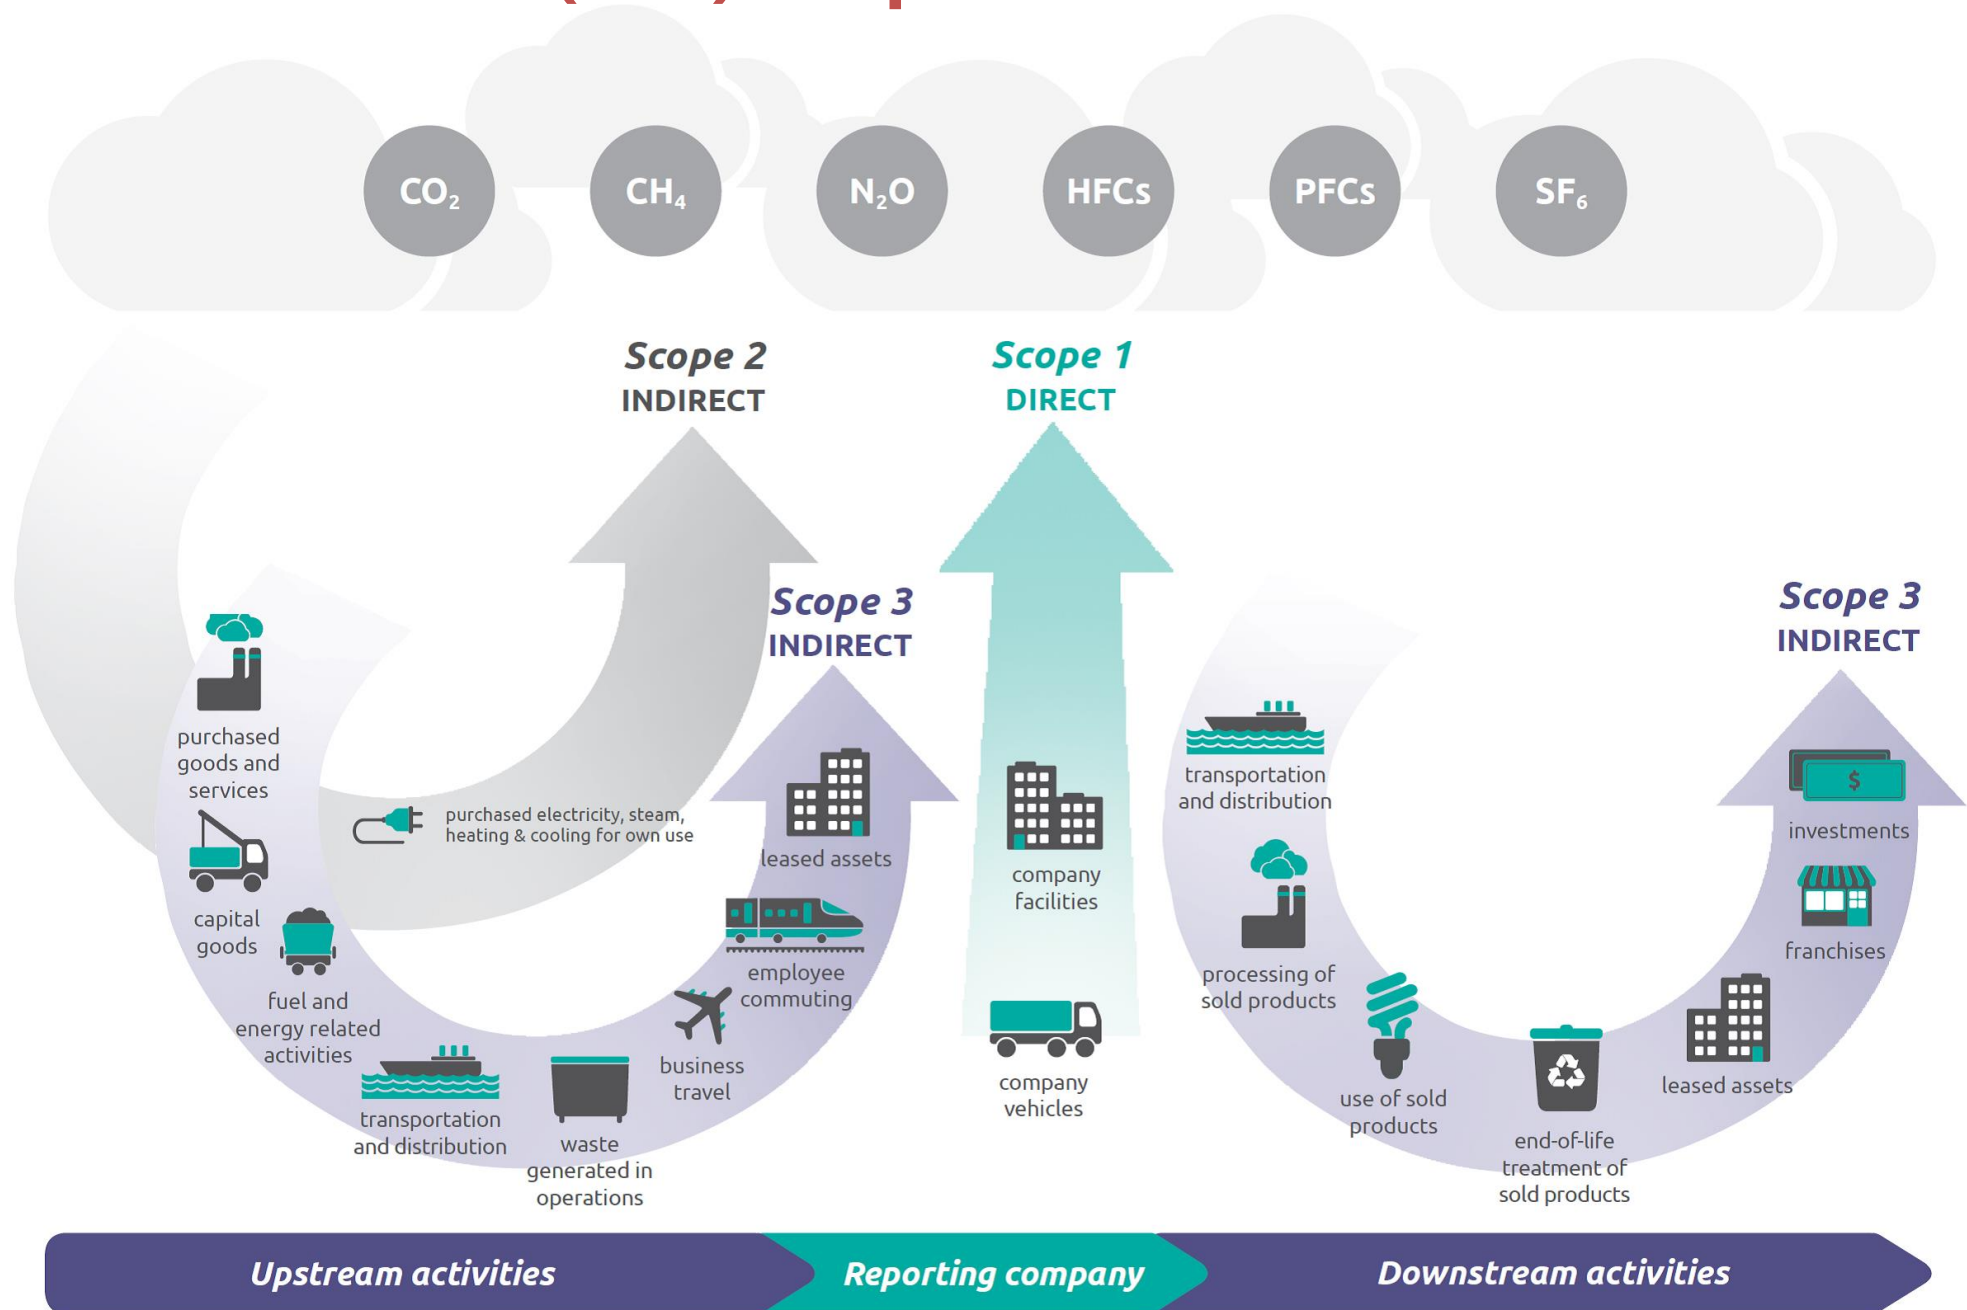 CO₂
CH₄
N₂O
HFCs
PFCs
SF₆
Scope 2
INDIRECT
Scope 1
DIRECT
Scope 3
INDIRECT
Scope 3
INDIRECT
purchased
goods and
services
capital
goods
fuel and
energy related
activities
transportation
and distribution
waste
generated in
operations
business
travel
employee
commuting
leased assets
purchased electricity, steam,
heating & cooling for own use
company
facilities
company
vehicles
transportation
and distribution
processing of
sold products
use of sold
products
end-of-life
treatment of
sold products
leased assets
franchises
$
investments
Upstream activities
Reporting company
Downstream activities